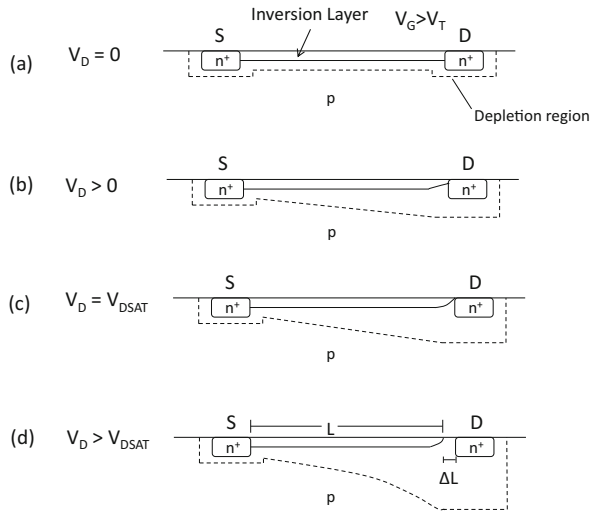 Inversion Layer
V_G>V_T
(a) V_D = 0
S
D
n⁺
n⁺
p
Depletion region
(b) V_D > 0
S
D
n⁺
n⁺
p
(c) V_D = V_DSAT
S
D
n⁺
n⁺
p
(d) V_D > V_DSAT
S
L
D
n⁺
n⁺
ΔL
p